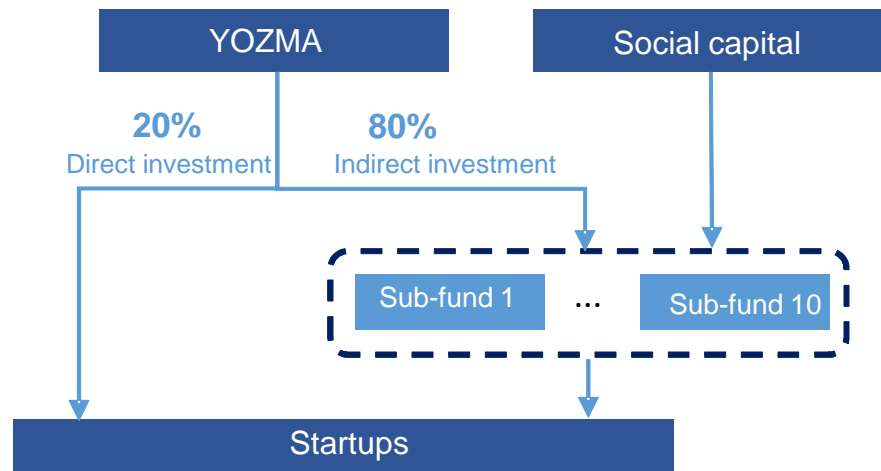 YOZMA
Social capital
20%
80%
Direct investment
Indirect investment
Sub-fund 1
...
Sub-fund 10
Startups